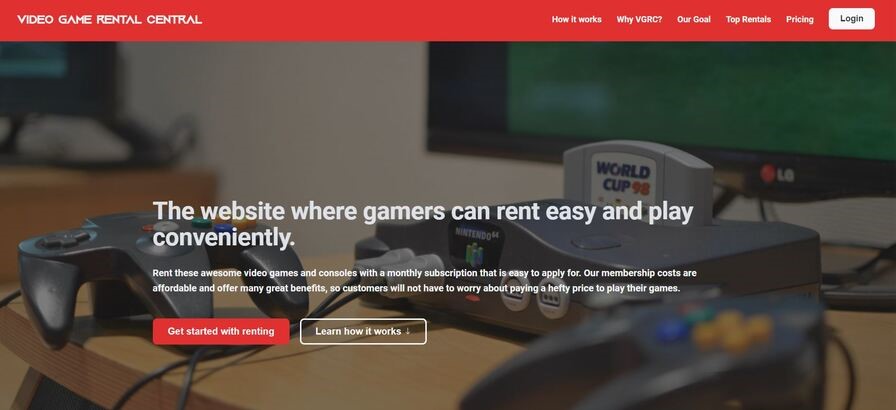 VIDEO GAME RENTAL CENTRAL
How it works
Why VGRC?
Our Goal
Top Rentals
Pricing
Login
WORLD
CUP 98
LG
The website where gamers can rent easy and play
conveniently.
NINTENDO 64
Rent these awesome video games and consoles with a monthly subscription that is easy to apply for. Our membership costs are
affordable and offer many great benefits, so customers will not have to worry about paying a hefty price to play their games.
Get started with renting
Learn how it works ↓